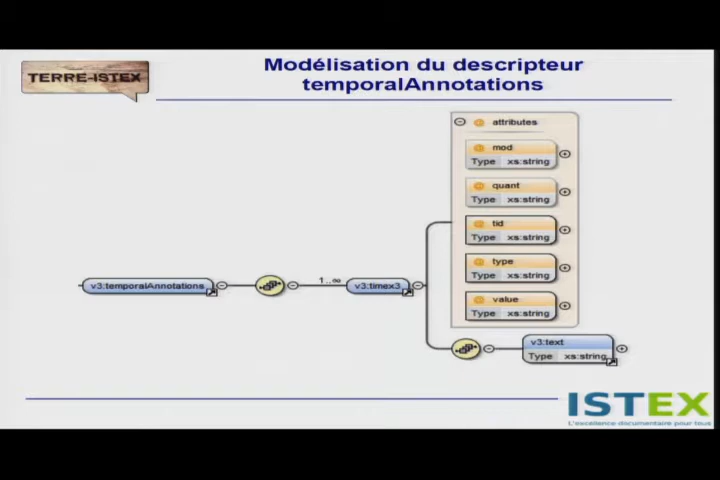 TERRE-ISTEX
Modélisation du descripteur
temporalAnnotations
attributes
mod
Type xs:string
quant
Type xs:string
tid
Type xs:string
type
Type xs:string
value
Type xs:string
v3:temporalAnnotations
1..∞
v3:timex3
v3:text
Type xs:string
ISTEX
L'excellence documentaire pour tous